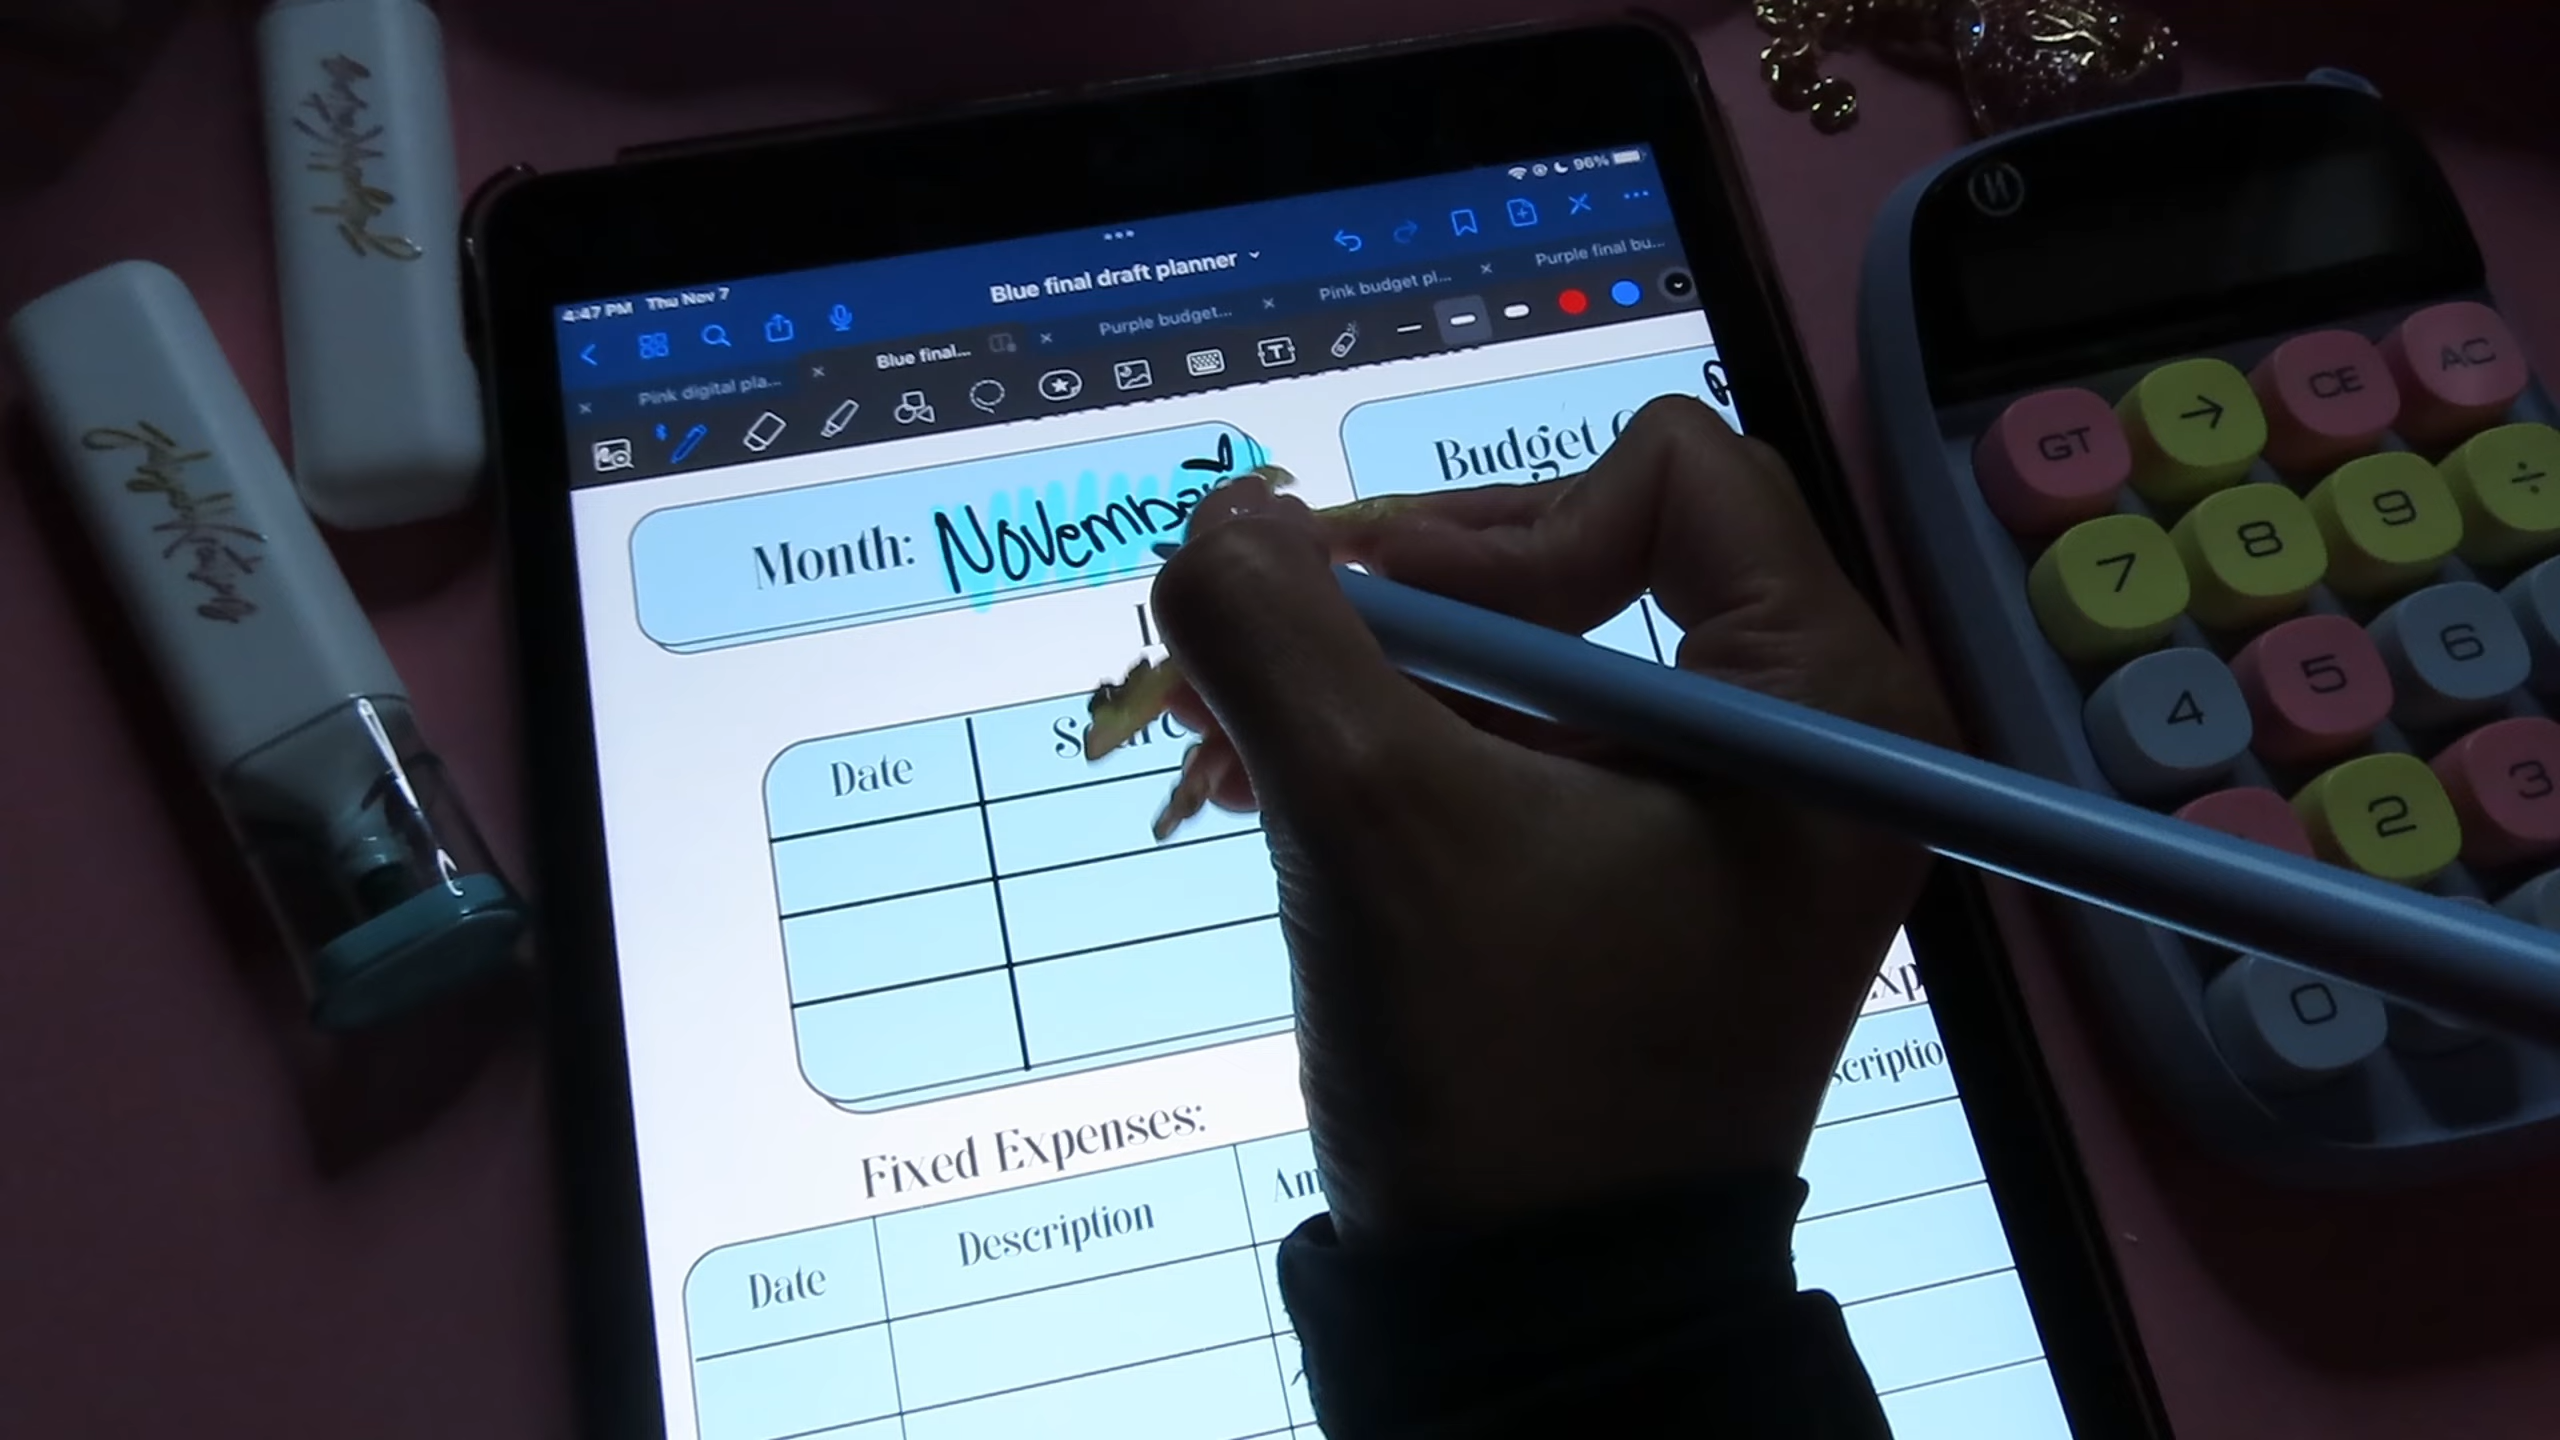 4:47 PM Thu Nov 7
96%
Blue final draft planner
Pink digital pla...
Blue final...
Purple budget...
Pink budget pl...
Purple final bu...
Month: November
Budget
Date
Fixed Expenses:
Date Description Am
scriptio
GT → CE AC
7 8 9 ÷
4 5 6
2 3
0